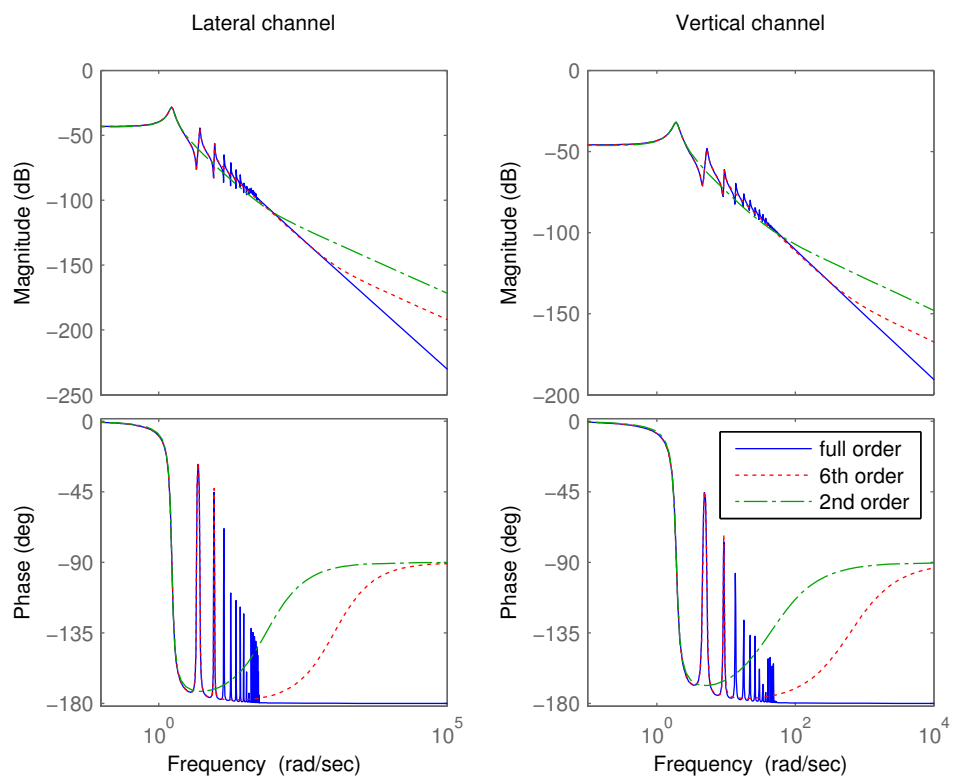 Lateral channel
Vertical channel
0
−50
−100
−150
−200
−250
Magnitude (dB)
0
−50
−100
−150
−200
Magnitude (dB)
0
−45
−90
−135
−180
Phase (deg)
10^0
10^5
Frequency (rad/sec)
0
−45
−90
−135
−180
Phase (deg)
full order
6th order
2nd order
10^0
10^2
10^4
Frequency (rad/sec)